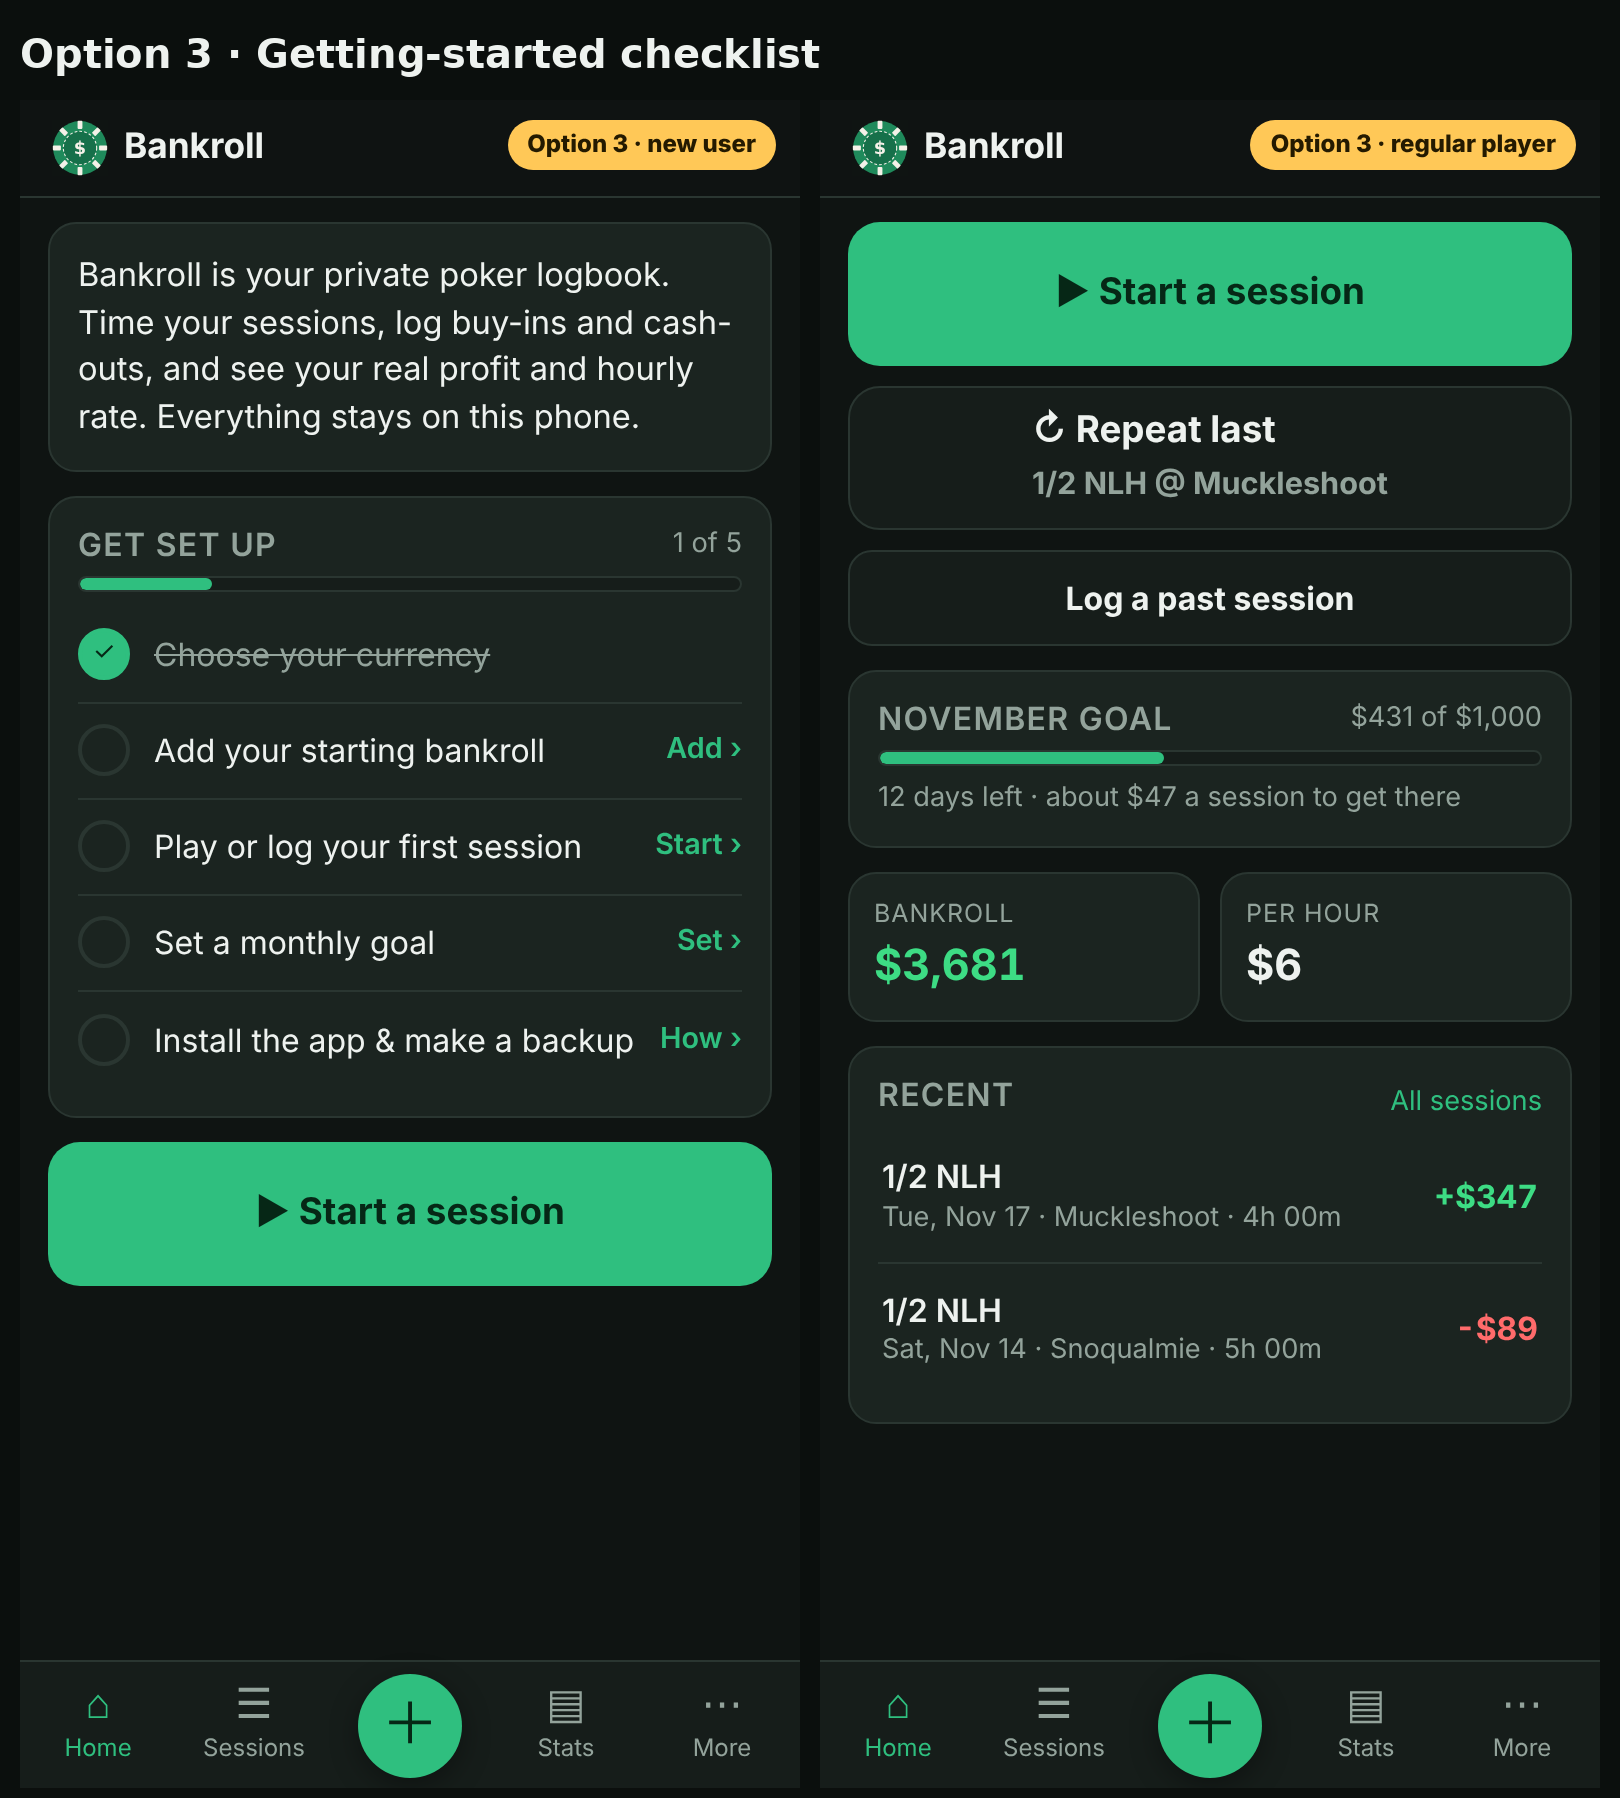 Option 3 · Getting-started checklist
$ Bankroll
Option 3 · new user
Bankroll is your private poker logbook.
Time your sessions, log buy-ins and cash-
outs, and see your real profit and hourly
rate. Everything stays on this phone.
GET SET UP
1 of 5
✓ Choose your currency
Add your starting bankroll
Add ›
Play or log your first session
Start ›
Set a monthly goal
Set ›
Install the app & make a backup
How ›
▶ Start a session
Home
Sessions
+
Stats
More
$ Bankroll
Option 3 · regular player
▶ Start a session
↻ Repeat last
1/2 NLH @ Muckleshoot
Log a past session
NOVEMBER GOAL
$431 of $1,000
12 days left · about $47 a session to get there
BANKROLL
$3,681
PER HOUR
$6
RECENT
All sessions
1/2 NLH
Tue, Nov 17 · Muckleshoot · 4h 00m
+$347
1/2 NLH
Sat, Nov 14 · Snoqualmie · 5h 00m
-$89
Home
Sessions
+
Stats
More